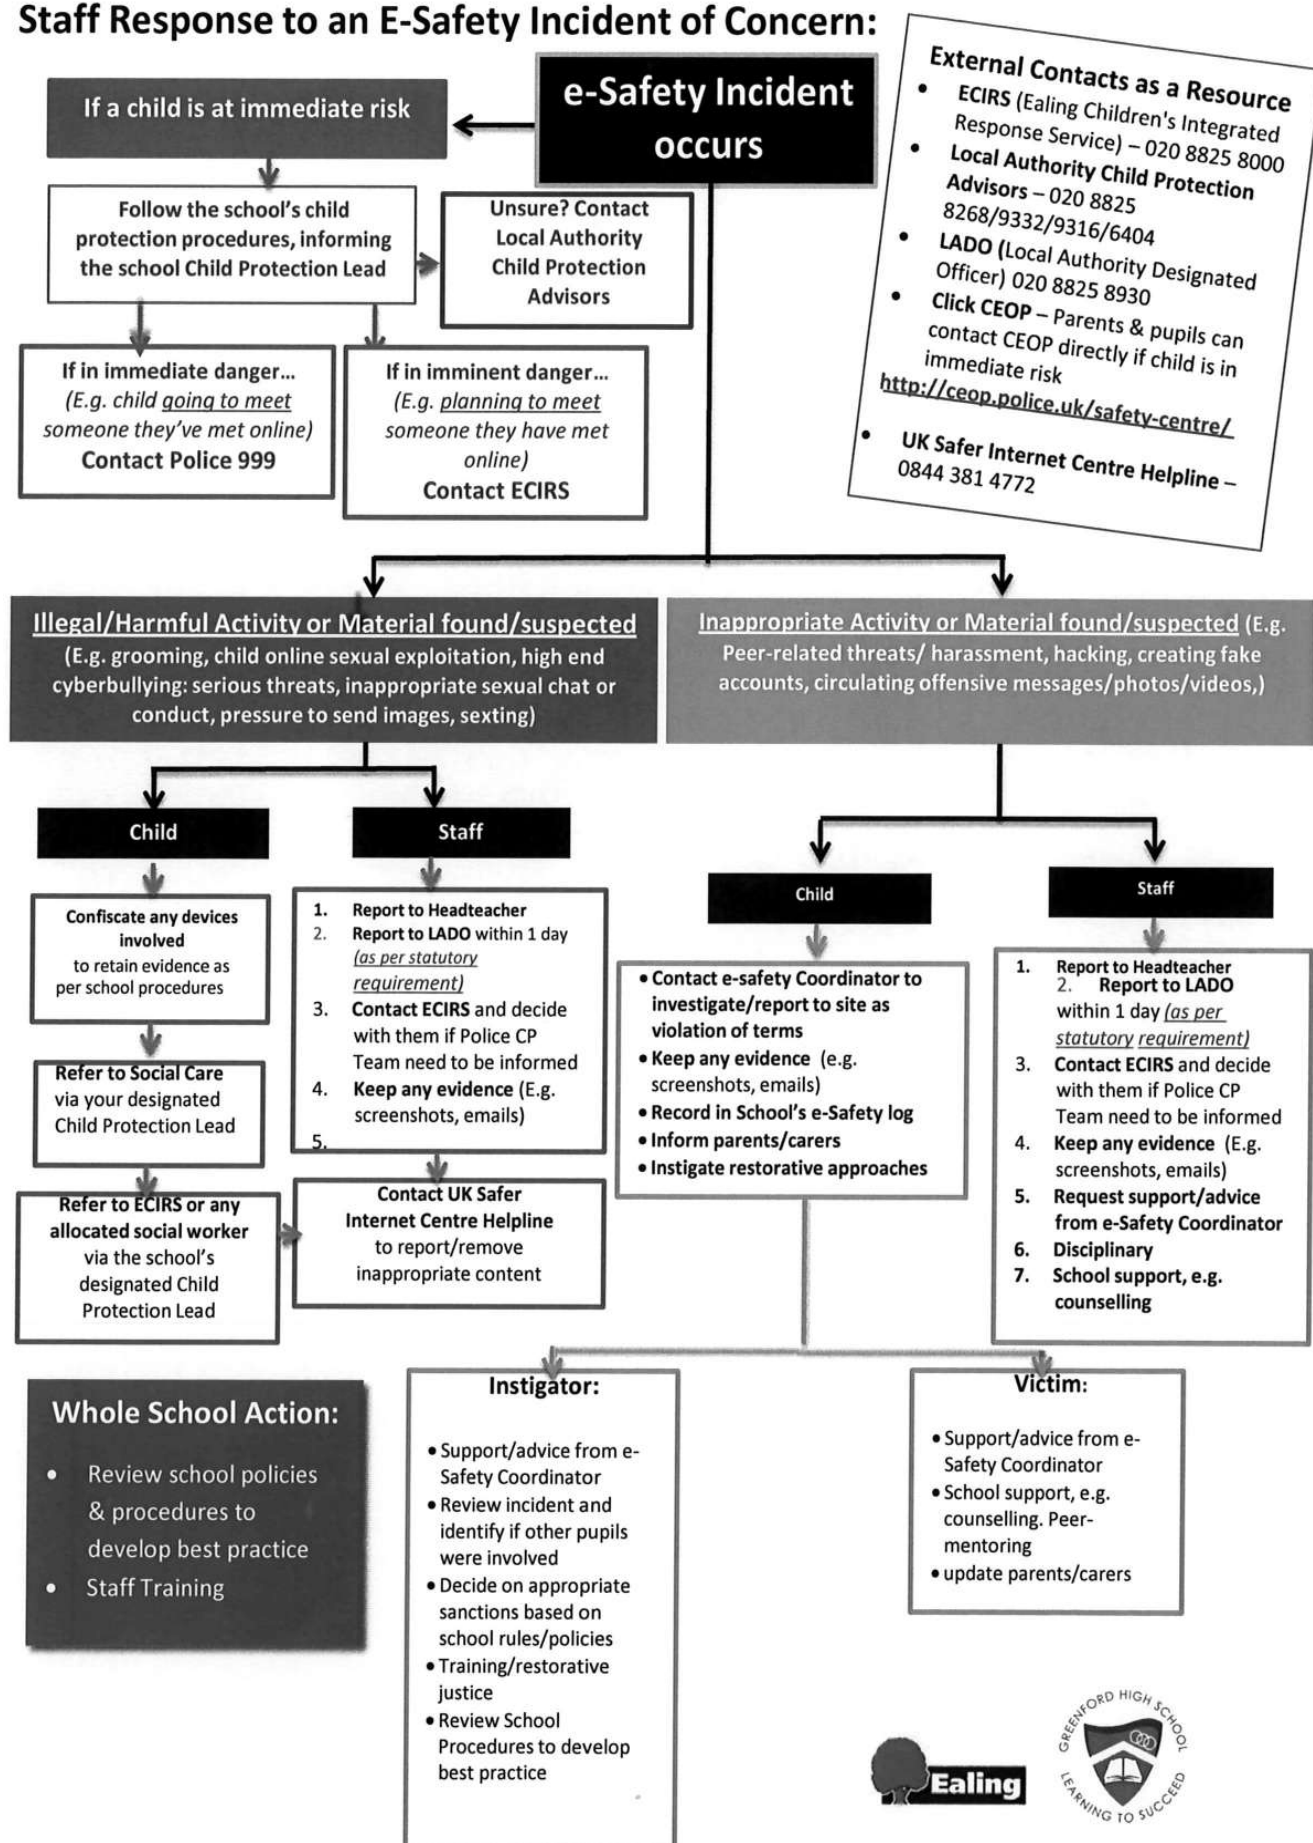 Staff Response to an E-Safety Incident of Concern:
e-Safety Incident
occurs
If a child is at immediate risk
Follow the school's child
protection procedures, informing
the school Child Protection Lead
Unsure? Contact
Local Authority
Child Protection
Advisors
If in immediate danger...
(E.g. child going to meet
someone they've met online)
Contact Police 999
If in imminent danger...
(E.g. planning to meet
someone they have met
online)
Contact ECIRS
External Contacts as a Resource
• ECIRS (Ealing Children's Integrated
Response Service) – 020 8825 8000
• Local Authority Child Protection
Advisors – 020 8825
8268/9332/9316/6404
• LADO (Local Authority Designated
Officer) 020 8825 8930
• Click CEOP – Parents & pupils can
contact CEOP directly if child is in
immediate risk
http://ceop.police.uk/safety-centre/
• UK Safer Internet Centre Helpline –
0844 381 4772
Illegal/Harmful Activity or Material found/suspected
(E.g. grooming, child online sexual exploitation, high end
cyberbullying: serious threats, inappropriate sexual chat or
conduct, pressure to send images, sexting)
Inappropriate Activity or Material found/suspected (E.g.
Peer-related threats/ harassment, hacking, creating fake
accounts, circulating offensive messages/photos/videos,)
Child
Confiscate any devices
involved
to retain evidence as
per school procedures
Refer to Social Care
via your designated
Child Protection Lead
Refer to ECIRS or any
allocated social worker
via the school's
designated Child
Protection Lead
Staff
1. Report to Headteacher
2. Report to LADO within 1 day
(as per statutory
requirement)
3. Contact ECIRS and decide
with them if Police CP
Team need to be informed
4. Keep any evidence (E.g.
screenshots, emails)
5.
Contact UK Safer
Internet Centre Helpline
to report/remove
inappropriate content
Child
• Contact e-safety Coordinator to
investigate/report to site as
violation of terms
• Keep any evidence (e.g.
screenshots, emails)
• Record in School's e-Safety log
• Inform parents/carers
• Instigate restorative approaches
Staff
1. Report to Headteacher
2. Report to LADO
within 1 day (as per
statutory requirement)
3. Contact ECIRS and decide
with them if Police CP
Team need to be informed
4. Keep any evidence (E.g.
screenshots, emails)
5. Request support/advice
from e-Safety Coordinator
6. Disciplinary
7. School support, e.g.
counselling
Whole School Action:
• Review school policies
& procedures to
develop best practice
• Staff Training
Instigator:
• Support/advice from e-
Safety Coordinator
• Review incident and
identify if other pupils
were involved
• Decide on appropriate
sanctions based on
school rules/policies
• Training/restorative
justice
• Review School
Procedures to develop
best practice
Victim:
• Support/advice from e-
Safety Coordinator
• School support, e.g.
counselling. Peer-
mentoring
• update parents/carers
Ealing
GREENFORD HIGH SCHOOL
LEARNING TO SUCCEED